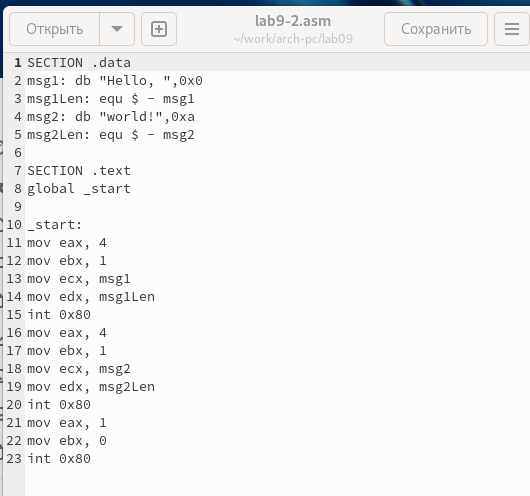 Открыть
lab9-2.asm
~/work/arch-pc/lab09
Сохранить
1 SECTION .data
2 msg1: db "Hello, ",0x0
3 msg1Len: equ $ - msg1
4 msg2: db "world!",0xa
5 msg2Len: equ $ - msg2
6
7 SECTION .text
8 global _start
9
10 _start:
11 mov eax, 4
12 mov ebx, 1
13 mov ecx, msg1
14 mov edx, msg1Len
15 int 0x80
16 mov eax, 4
17 mov ebx, 1
18 mov ecx, msg2
19 mov edx, msg2Len
20 int 0x80
21 mov eax, 1
22 mov ebx, 0
23 int 0x80